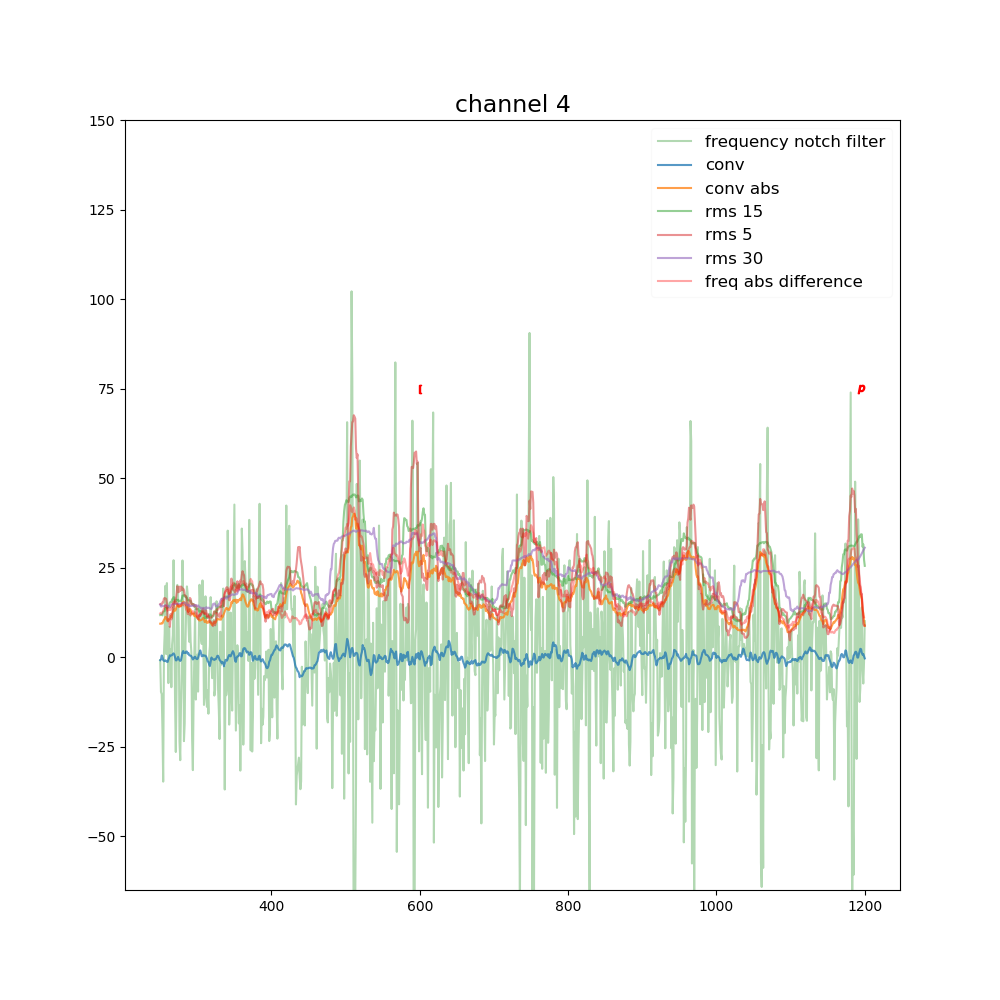 channel 4
150
125
100
75
50
25
0
−25
−50
400
600
800
1000
1200
frequency notch filter
conv
conv abs
rms 15
rms 5
rms 30
freq abs difference
p